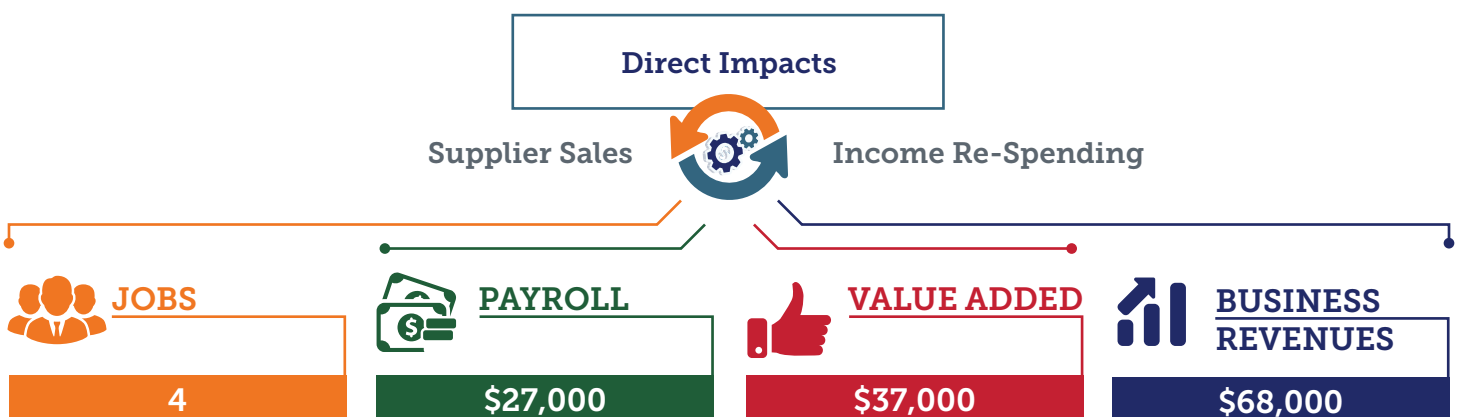 Direct Impacts
Supplier Sales
Income Re-Spending
JOBS
4
PAYROLL
$27,000
VALUE ADDED
$37,000
BUSINESS
REVENUES
$68,000